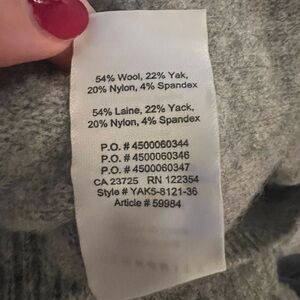 54% Wool, 22% Yak,
20% Nylon, 4% Spandex
54% Laine, 22% Yack,
20% Nylon, 4% Spandex
P.O. # 4500060344
P.O. # 4500060346
P.O. # 4500060347
CA 23725 RN 122354
Style # YAK5-8121-36
Article # 59984